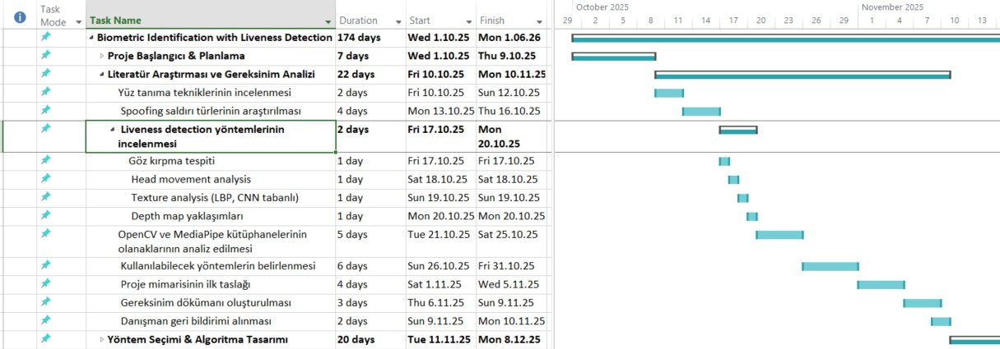 October 2025 November 2025
Task Mode Task Name Duration Start Finish 29 2 5 8 11 14 17 20 23 26 29 1 4 7 10 13
Biometric Identification with Liveness Detection 174 days Wed 1.10.25 Mon 1.06.26
Proje Başlangıcı & Planlama 7 days Wed 1.10.25 Thu 9.10.25
Literatür Araştırması ve Gereksinim Analizi 22 days Fri 10.10.25 Mon 10.11.25
Yüz tanıma tekniklerinin incelenmesi 2 days Fri 10.10.25 Sun 12.10.25
Spoofing saldırı türlerinin araştırılması 4 days Mon 13.10.25 Thu 16.10.25
Liveness detection yöntemlerinin 2 days Fri 17.10.25 Mon
incelenmesi 20.10.25
Göz kırpma tespiti 1 day Fri 17.10.25 Fri 17.10.25
Head movement analysis 1 day Sat 18.10.25 Sat 18.10.25
Texture analysis (LBP, CNN tabanlı) 1 day Sun 19.10.25 Sun 19.10.25
Depth map yaklaşımları 1 day Mon 20.10.25 Mon 20.10.25
OpenCV ve MediaPipe kütüphanelerinin 5 days Tue 21.10.25 Sat 25.10.25
olanaklarının analiz edilmesi
Kullanılabilecek yöntemlerin belirlenmesi 6 days Sun 26.10.25 Fri 31.10.25
Proje mimarisinin ilk taslağı 4 days Sat 1.11.25 Wed 5.11.25
Gereksinim dökümanı oluşturulması 3 days Thu 6.11.25 Sun 9.11.25
Danışman geri bildirimi alınması 2 days Sun 9.11.25 Mon 10.11.25
Yöntem Seçimi & Algoritma Tasarımı 20 days Tue 11.11.25 Mon 8.12.25